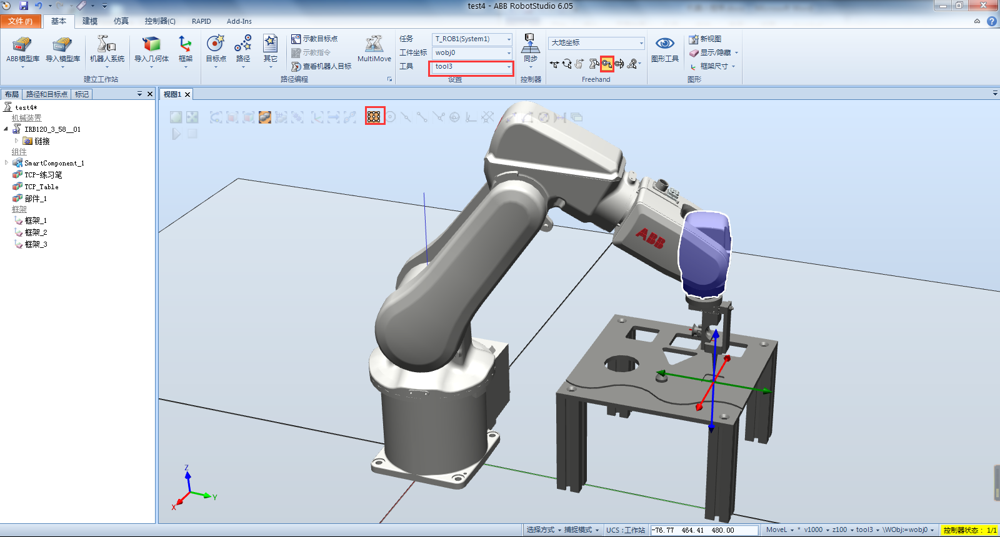 test4 - ABB RobotStudio 6.05
文件(F) 基本 建模 仿真 控制器(C) RAPID Add-Ins
ABB模型库 导入模型库 机器人系统 导入几何体 框架
建立工作站
目标点 路径 其它
示教目标点
示教指令
查看机器人目标
MultiMove
路径编程
任务 T_ROB1(System1)
工件坐标 wobj0
工具 tool3
设置
同步
控制器
大地坐标
Freehand
图形工具
新视图
显示/隐藏
框架尺寸
图形
布局 路径和目标点 标记
视图1
test4*
机械装置
IRB120_3_58__01
链接
组件
SmartComponent_1
TCP-练习笔
TCP_Table
部件_1
框架
框架_1
框架_2
框架_3
ABB
Z
Y
X
选择方式 捕捉模式 UCS :工作站 -76.77 464.41 480.00 MoveL * v1000 z100 tool3 \WObj:=wobj0 控制器状态： 1/1